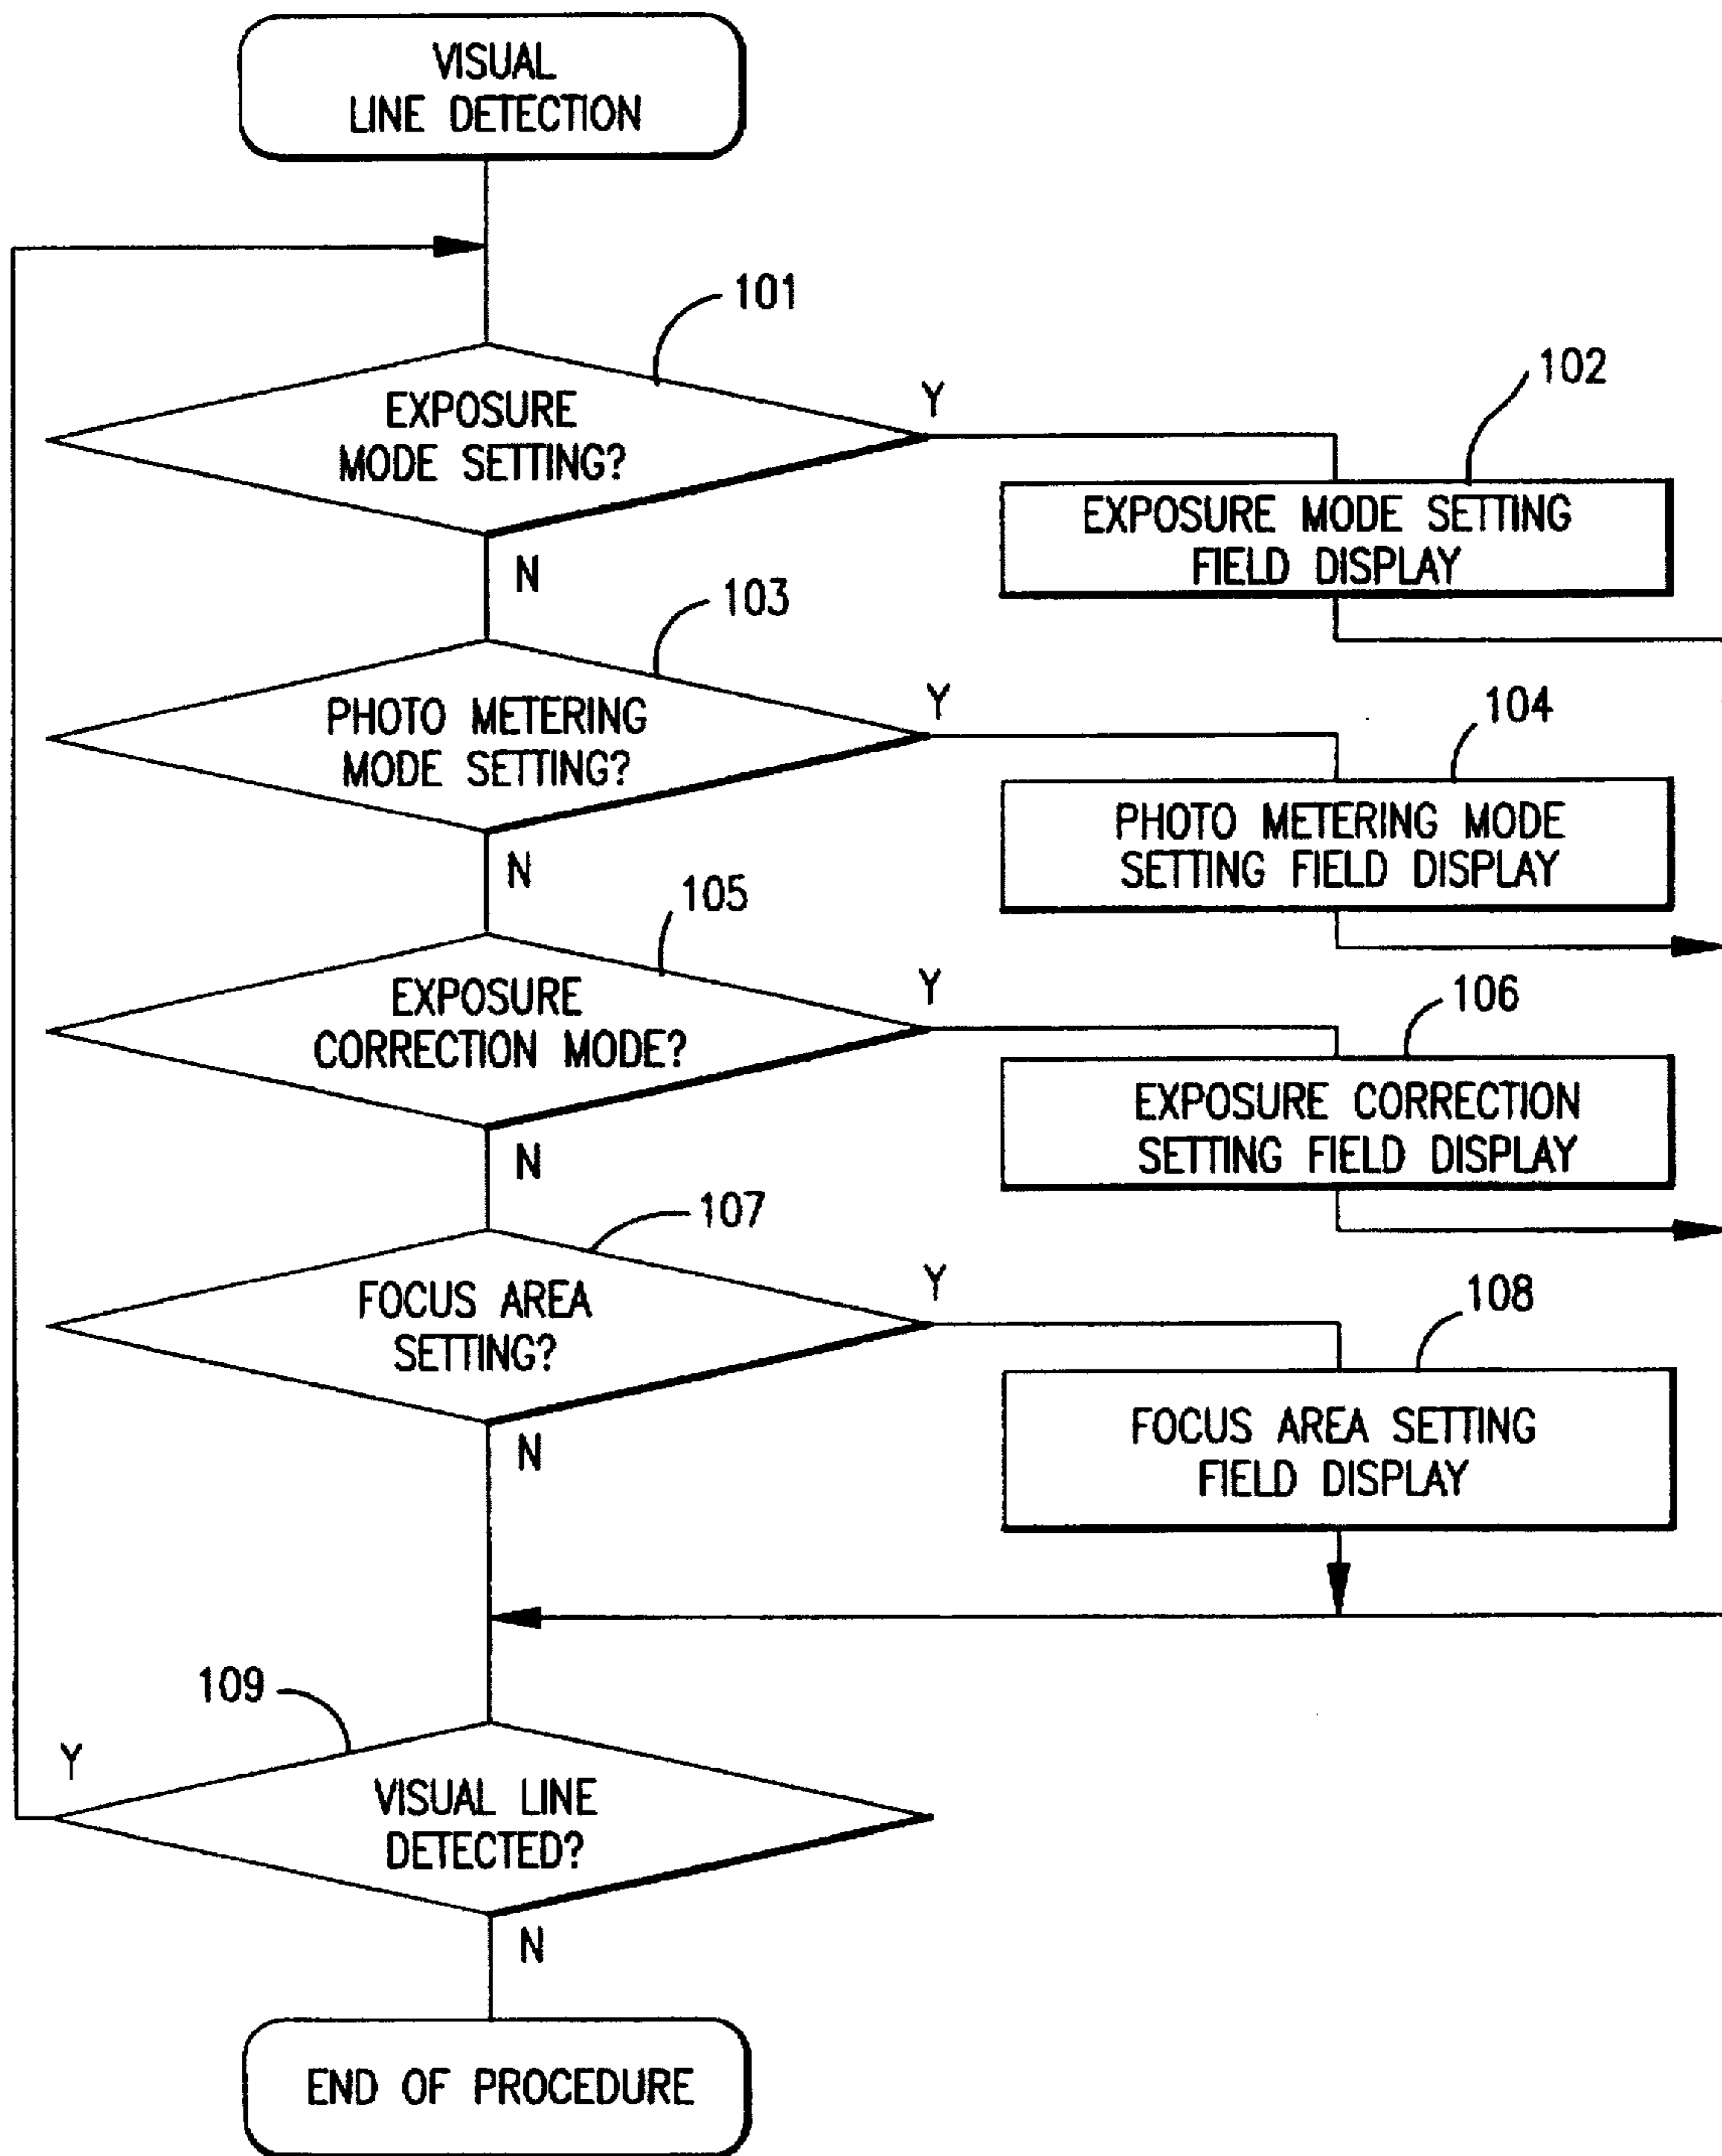 VISUAL
LINE DETECTION
101
EXPOSURE
MODE SETTING?
Y
N
102
EXPOSURE MODE SETTING
FIELD DISPLAY
103
PHOTO METERING
MODE SETTING?
Y
N
104
PHOTO METERING MODE
SETTING FIELD DISPLAY
105
EXPOSURE
CORRECTION MODE?
Y
N
106
EXPOSURE CORRECTION
SETTING FIELD DISPLAY
107
FOCUS AREA
SETTING?
Y
N
108
FOCUS AREA SETTING
FIELD DISPLAY
109
Y
VISUAL LINE
DETECTED?
N
END OF PROCEDURE